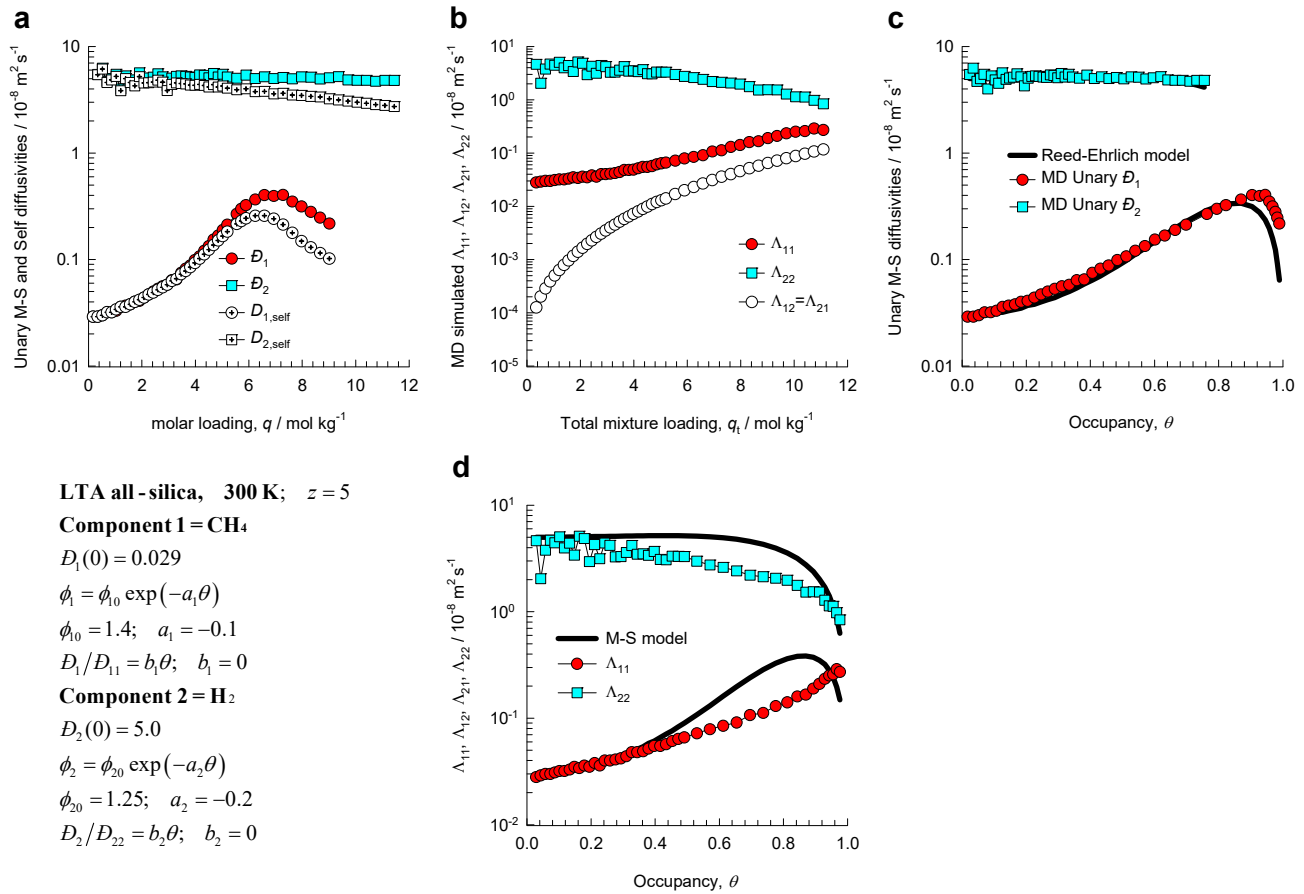 a
Unary M-S and Self diffusivities / 10⁻⁸ m² s⁻¹
10
1
0.1
0.01
0 2 4 6 8 10 12
molar loading, q / mol kg⁻¹
Đ₁
Đ₂
D₁,self
D₂,self
b
MD simulated Λ₁₁, Λ₁₂, Λ₂₁, Λ₂₂ / 10⁻⁸ m² s⁻¹
10¹
10⁰
10⁻¹
10⁻²
10⁻³
10⁻⁴
10⁻⁵
0 2 4 6 8 10 12
Total mixture loading, qₜ / mol kg⁻¹
Λ₁₁
Λ₂₂
Λ₁₂=Λ₂₁
c
Unary M-S diffusivities / 10⁻⁸ m² s⁻¹
10
1
0.1
0.01
0.0 0.2 0.4 0.6 0.8 1.0
Occupancy, θ
Reed-Ehrlich model
MD Unary Đ₁
MD Unary Đ₂
LTA all - silica, 300 K; z = 5
Component 1 = CH₄
Đ₁(0) = 0.029
ϕ₁ = ϕ₁₀ exp(−a₁θ)
ϕ₁₀ = 1.4; a₁ = −0.1
Đ₁/Đ₁₁ = b₁θ; b₁ = 0
Component 2 = H₂
Đ₂(0) = 5.0
ϕ₂ = ϕ₂₀ exp(−a₂θ)
ϕ₂₀ = 1.25; a₂ = −0.2
Đ₂/Đ₂₂ = b₂θ; b₂ = 0
d
Λ₁₁, Λ₁₂, Λ₂₁, Λ₂₂ / 10⁻⁸ m² s⁻¹
10¹
10⁰
10⁻¹
10⁻²
0.0 0.2 0.4 0.6 0.8 1.0
Occupancy, θ
M-S model
Λ₁₁
Λ₂₂